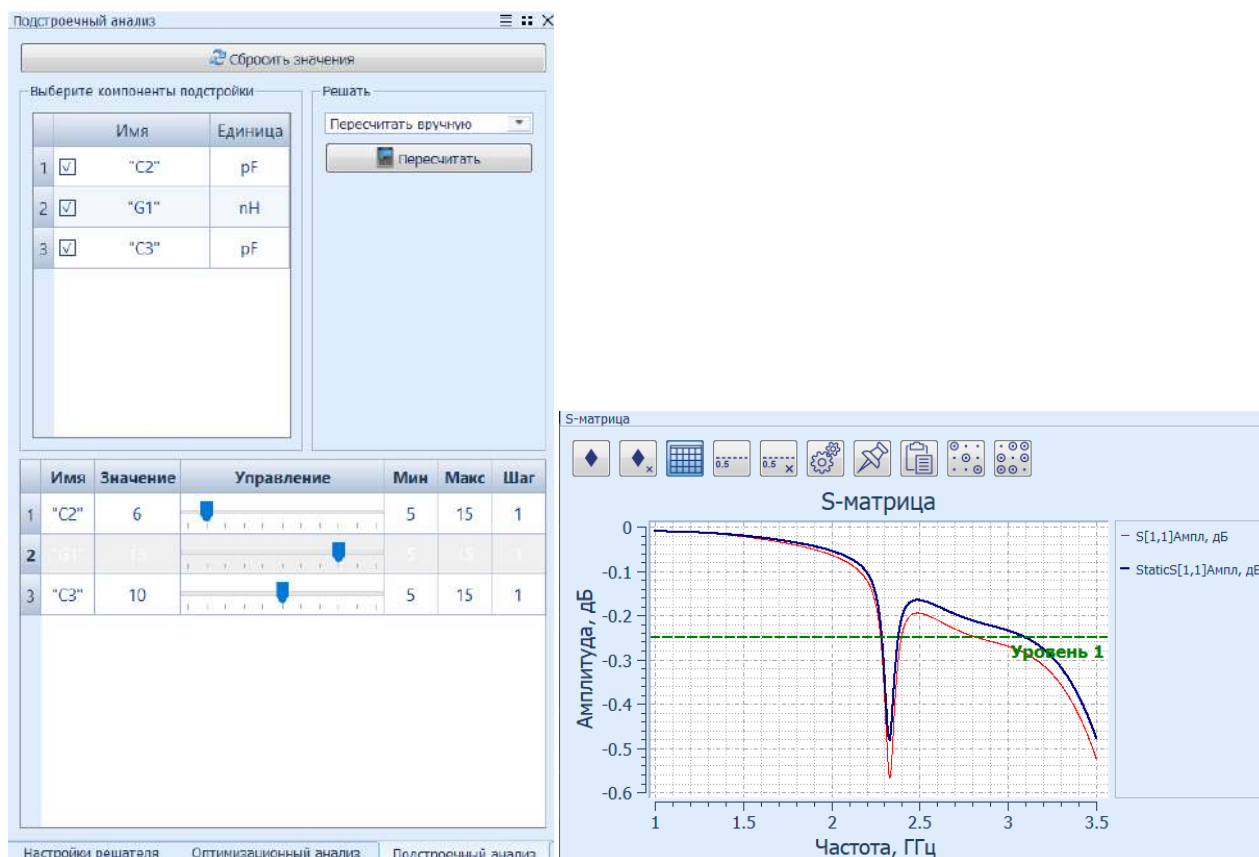 Подстроечный анализ
Сбросить значения
Выберите компоненты подстройки
Имя Единица
1 "C2" pF
2 "G1" nH
3 "C3" pF
Решать
Пересчитать вручную
Пересчитать
Имя Значение Управление Мин Макс Шаг
1 "C2" 6 5 15 1
2 "G1" 13 5 15 1
3 "C3" 10 5 15 1
Настройки решателя Оптимизационный анализ Подстроечный анализ
S-матрица
0.5 0.5
S-матрица
Амплитуда, дБ
0
-0.1
-0.2
-0.3
-0.4
-0.5
-0.6
Уровень 1
1 1.5 2 2.5 3 3.5
Частота, ГГц
S[1,1]Ампл, дБ
StaticS[1,1]Ампл, дБ